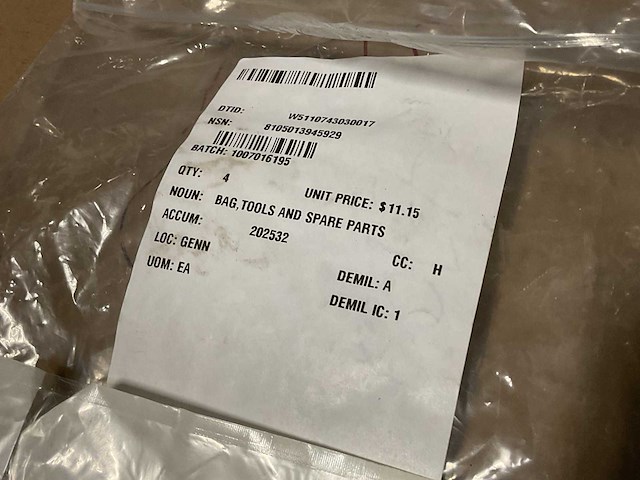 DTID: W5110743030017
NSN: 8105013945929
BATCH: 1007016195
QTY: 4 UNIT PRICE: $11.15
NOUN: BAG,TOOLS AND SPARE PARTS
ACCUM: 202532
LOC: GENN CC: H
UOM: EA DEMIL: A
DEMIL IC: 1